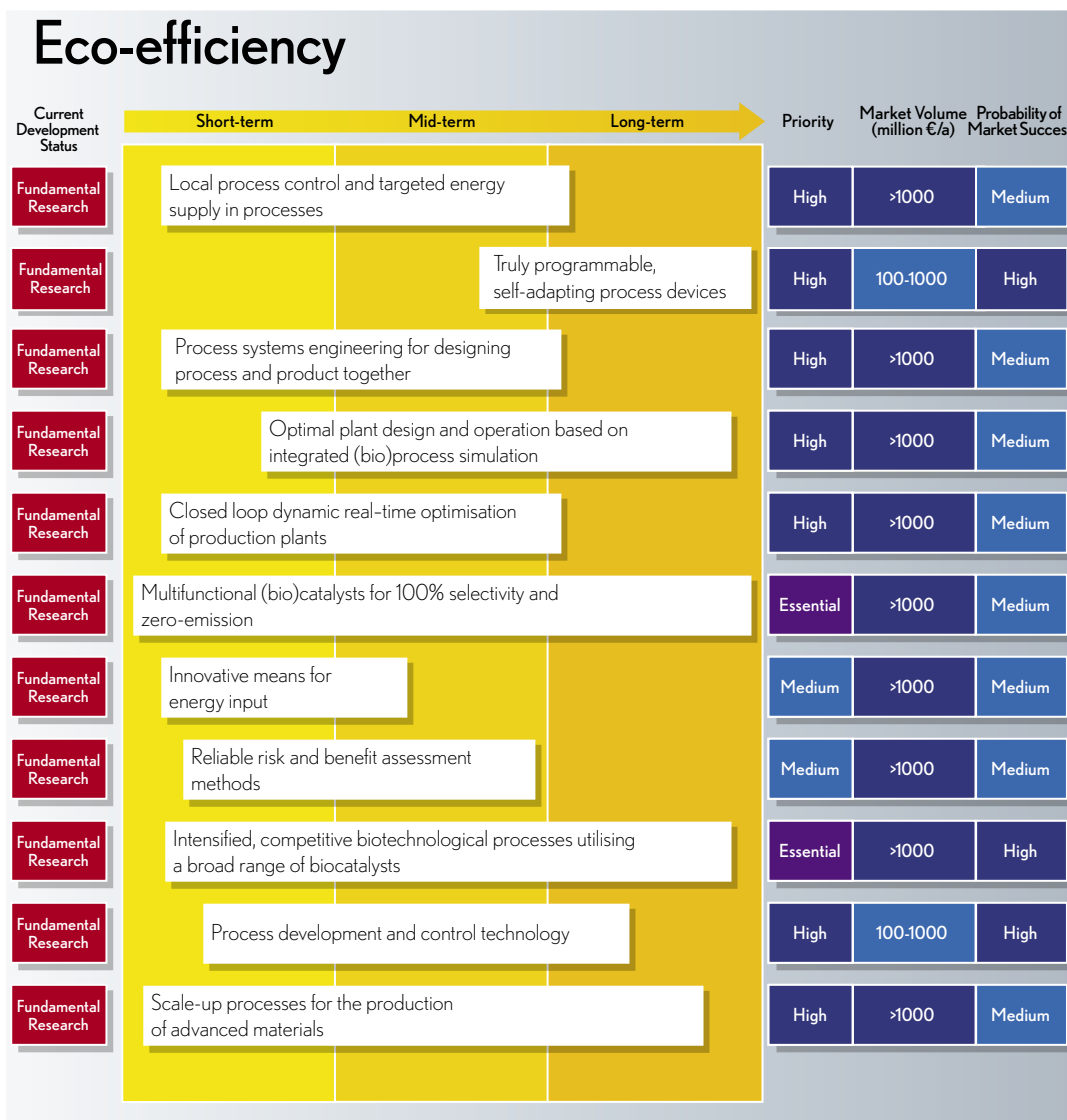 Eco-efficiency
Current
Development
Status
Short-term
Mid-term
Long-term
Priority
Market Volume
(million €/a)
Probability of
Market Succes
Fundamental
Research
Local process control and targeted energy
supply in processes
High
>1000
Medium
Fundamental
Research
Truly programmable,
self-adapting process devices
High
100-1000
High
Fundamental
Research
Process systems engineering for designing
process and product together
High
>1000
Medium
Fundamental
Research
Optimal plant design and operation based on
integrated (bio)process simulation
High
>1000
Medium
Fundamental
Research
Closed loop dynamic real-time optimisation
of production plants
High
>1000
Medium
Fundamental
Research
Multifunctional (bio)catalysts for 100% selectivity and
zero-emission
Essential
>1000
Medium
Fundamental
Research
Innovative means for
energy input
Medium
>1000
Medium
Fundamental
Research
Reliable risk and benefit assessment
methods
Medium
>1000
Medium
Fundamental
Research
Intensified, competitive biotechnological processes utilising
a broad range of biocatalysts
Essential
>1000
High
Fundamental
Research
Process development and control technology
High
100-1000
High
Fundamental
Research
Scale-up processes for the production
of advanced materials
High
>1000
Medium